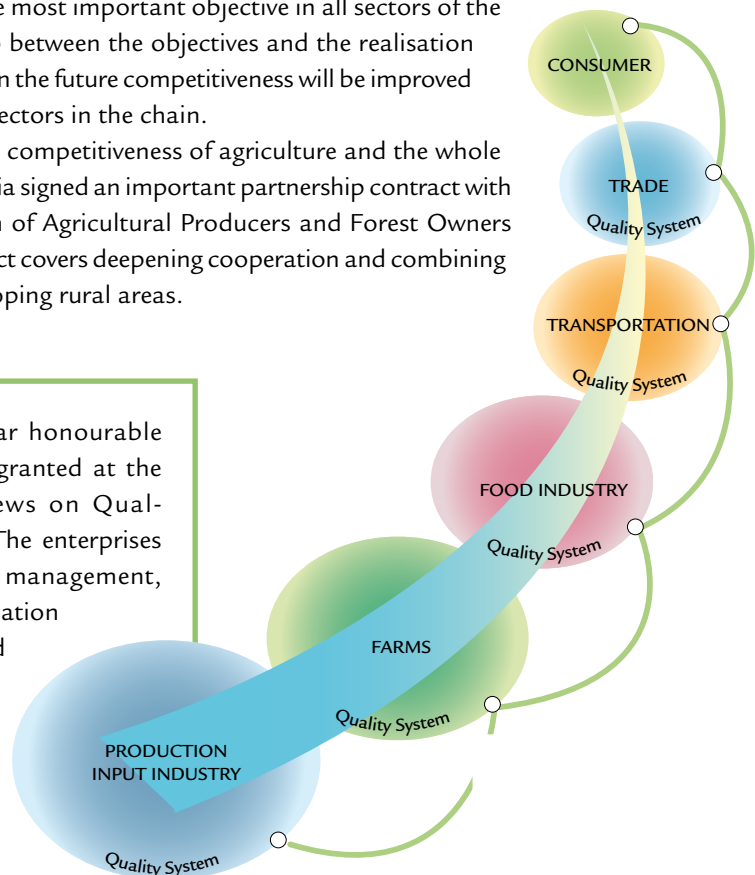 e most important objective in all sectors of the
between the objectives and the realisation
n the future competitiveness will be improved
ectors in the chain.
competitiveness of agriculture and the whole
ia signed an important partnership contract with
n of Agricultural Producers and Forest Owners
ct covers deepening cooperation and combining
oping rural areas.
ar honourable
granted at the
ews on Qual-
The enterprises
management,
ation
CONSUMER
TRADE
Quality System
TRANSPORTATION
Quality System
FOOD INDUSTRY
Quality System
FARMS
Quality System
PRODUCTION
INPUT INDUSTRY
Quality System